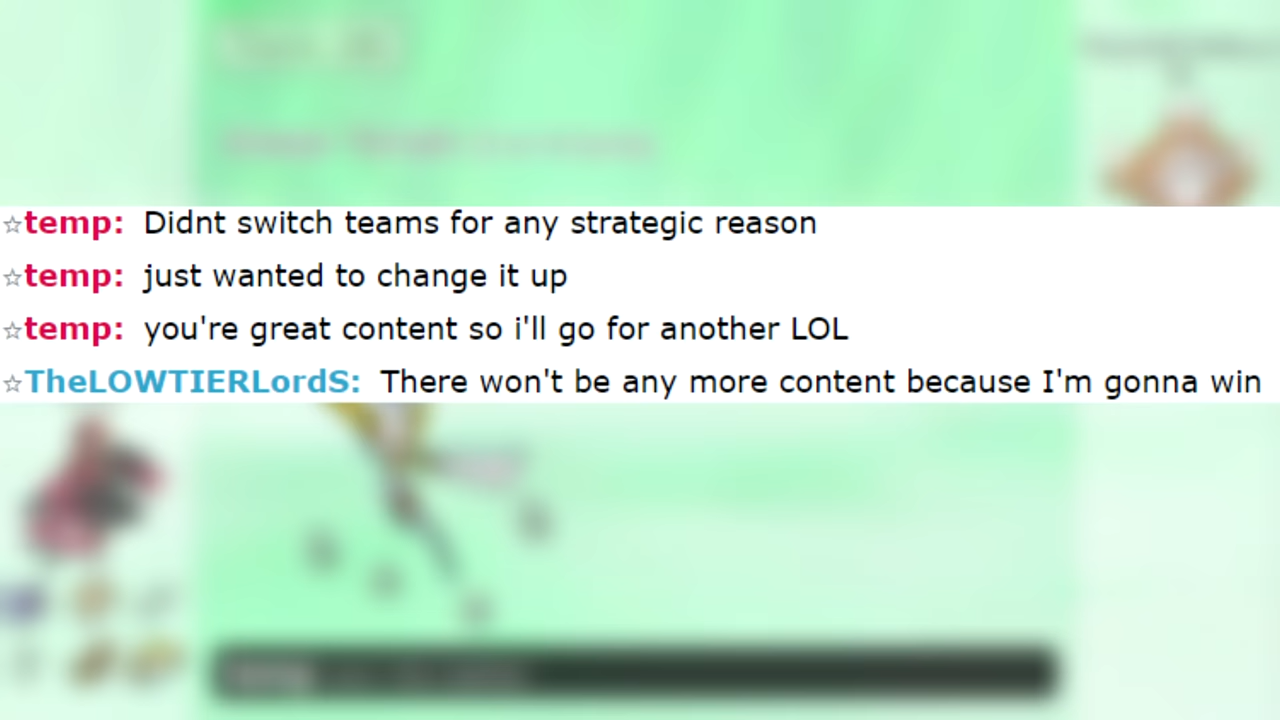 ☆temp: Didnt switch teams for any strategic reason
☆temp: just wanted to change it up
☆temp: you're great content so i'll go for another LOL
☆TheLOWTIERLordS: There won't be any more content because I'm gonna win